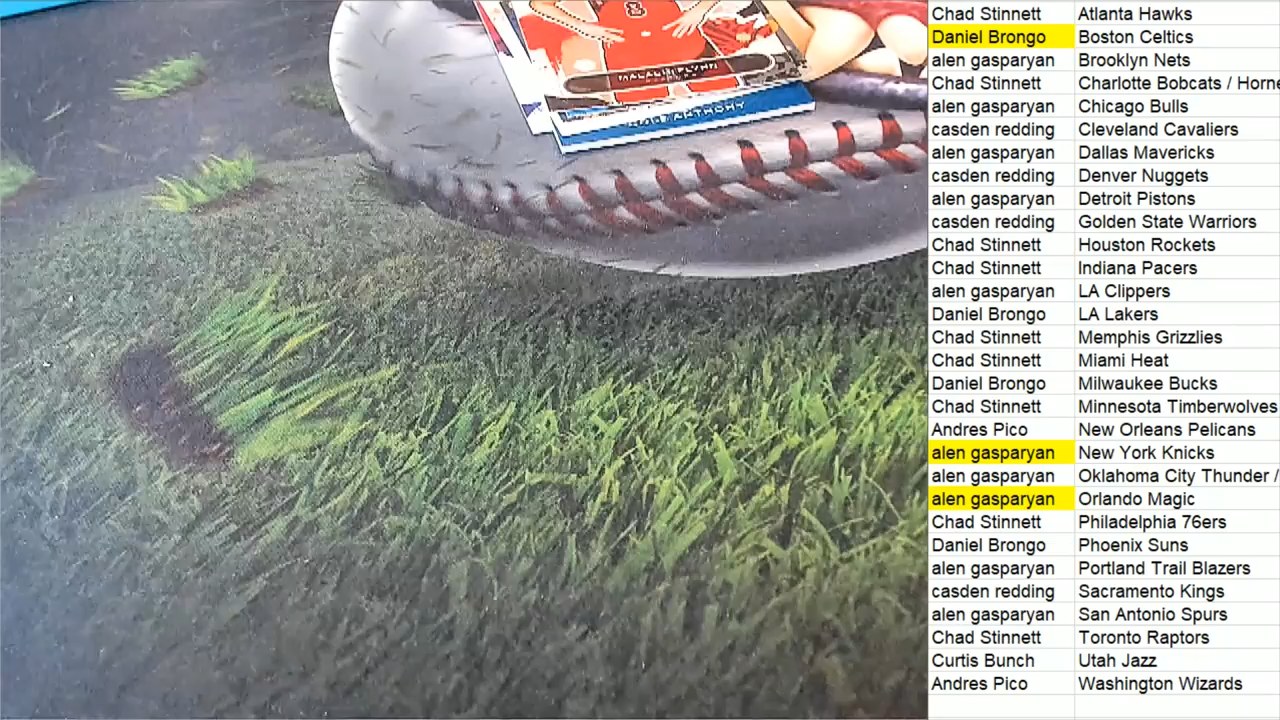 Chad Stinnett Atlanta Hawks
Daniel Brongo Boston Celtics
alen gasparyan Brooklyn Nets
Chad Stinnett Charlotte Bobcats / Horne
alen gasparyan Chicago Bulls
casden redding Cleveland Cavaliers
alen gasparyan Dallas Mavericks
casden redding Denver Nuggets
alen gasparyan Detroit Pistons
casden redding Golden State Warriors
Chad Stinnett Houston Rockets
Chad Stinnett Indiana Pacers
alen gasparyan LA Clippers
Daniel Brongo LA Lakers
Chad Stinnett Memphis Grizzlies
Chad Stinnett Miami Heat
Daniel Brongo Milwaukee Bucks
Chad Stinnett Minnesota Timberwolves
Andres Pico New Orleans Pelicans
alen gasparyan New York Knicks
alen gasparyan Oklahoma City Thunder /
alen gasparyan Orlando Magic
Chad Stinnett Philadelphia 76ers
Daniel Brongo Phoenix Suns
alen gasparyan Portland Trail Blazers
casden redding Sacramento Kings
alen gasparyan San Antonio Spurs
Chad Stinnett Toronto Raptors
Curtis Bunch Utah Jazz
Andres Pico Washington Wizards
MALACHI FLYNN
ANTHONY